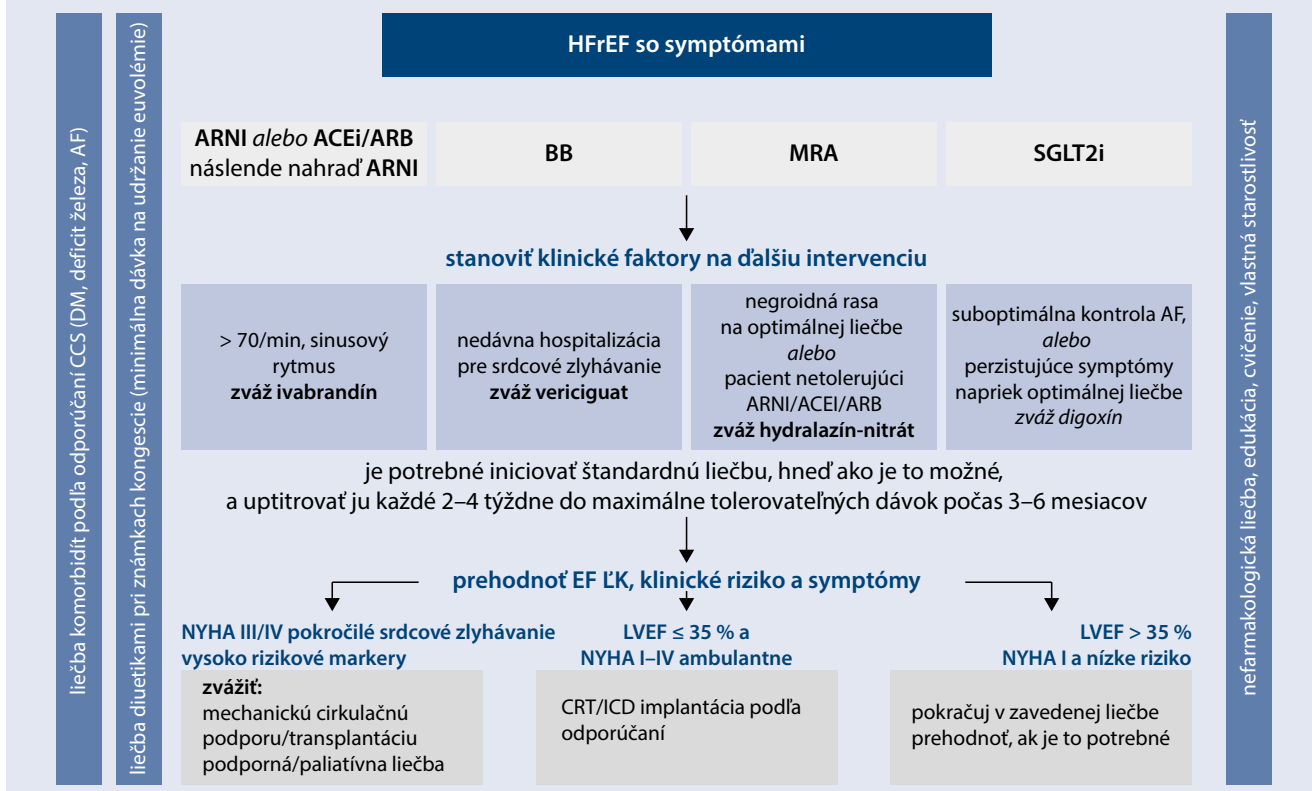 liečba komorbidít podľa odporúčaní CCS (DM, deficit železa, AF)
liečba diuetikami pri známkach kongescie (minimálna dávka na udržanie euvolémie)
HFrEF so symptómami
ARNI alebo ACEi/ARB
náslende nahraď ARNI
BB
MRA
SGLT2i
stanoviť klinické faktory na ďalšiu intervenciu
> 70/min, sinusový
rytmus
zváž ivabrandín
nedávna hospitalizácia
pre srdcové zlyhávanie
zváž vericiguat
negroidná rasa
na optimálnej liečbe
alebo
pacient netolerujúci
ARNI/ACEI/ARB
zváž hydralazín-nitrát
suboptimálna kontrola AF,
alebo
perzistujúce symptómy
napriek optimálnej liečbe
zváž digoxín
je potrebné iniciovať štandardnú liečbu, hneď ako je to možné,
a uptitrovať ju každé 2–4 týždne do maximálne tolerovateľných dávok počas 3–6 mesiacov
prehodnoť EF ĽK, klinické riziko a symptómy
NYHA III/IV pokročilé srdcové zlyhávanie
vysoko rizikové markery
zvážiť:
mechanickú cirkulačnú
podporu/transplantáciu
podporná/paliatívna liečba
LVEF ≤ 35 % a
NYHA I–IV ambulantne
CRT/ICD implantácia podľa
odporúčaní
LVEF > 35 %
NYHA I a nízke riziko
pokračuj v zavedenej liečbe
prehodnoť, ak je to potrebné
nefarmakologická liečba, edukácia, cvičenie, vlastná starostlivosť